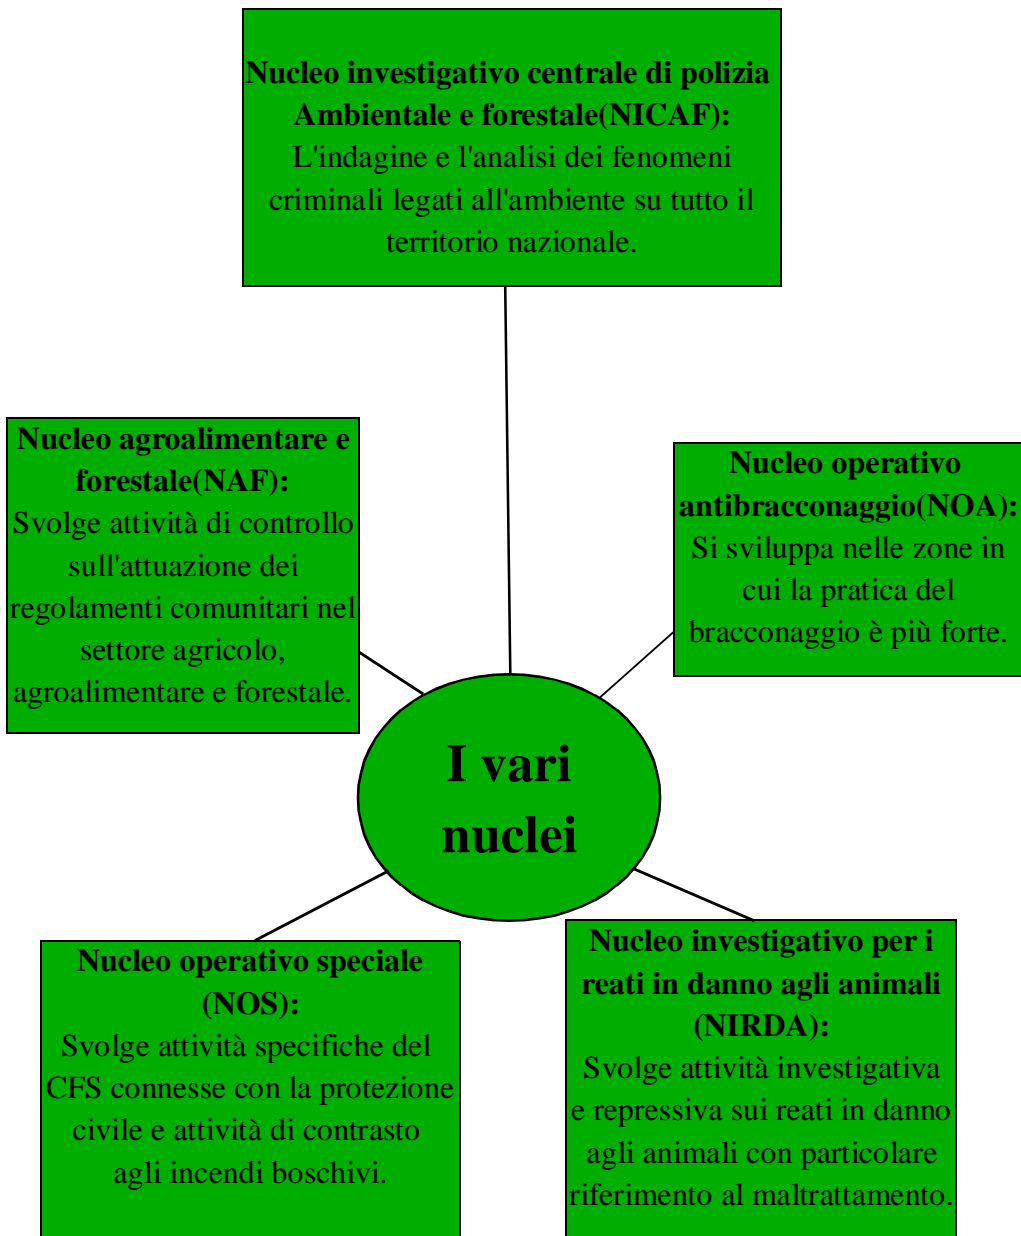 Nucleo investigativo centrale di polizia
Ambientale e forestale(NICAF):
L'indagine e l'analisi dei fenomeni
criminali legati all'ambiente su tutto il
territorio nazionale.
Nucleo agroalimentare e
forestale(NAF):
Svolge attività di controllo
sull'attuazione dei
regolamenti comunitari nel
settore agricolo,
agroalimentare e forestale.
Nucleo operativo
antibracconaggio(NOA):
Si sviluppa nelle zone in
cui la pratica del
bracconaggio è più forte.
I vari
nuclei
Nucleo operativo speciale
(NOS):
Svolge attività specifiche del
CFS connesse con la protezione
civile e attività di contrasto
agli incendi boschivi.
Nucleo investigativo per i
reati in danno agli animali
(NIRDA):
Svolge attività investigativa
e repressiva sui reati in danno
agli animali con particolare
riferimento al maltrattamento.